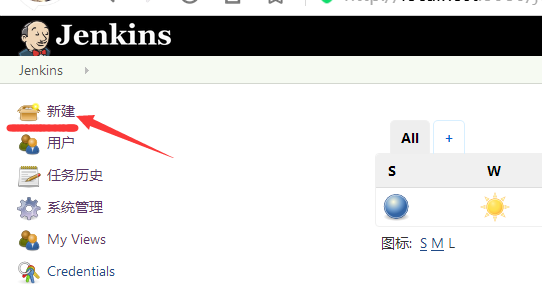 Jenkins
Jenkins
新建
用户
任务历史
系统管理
My Views
Credentials
All +
S W
图标: S M L